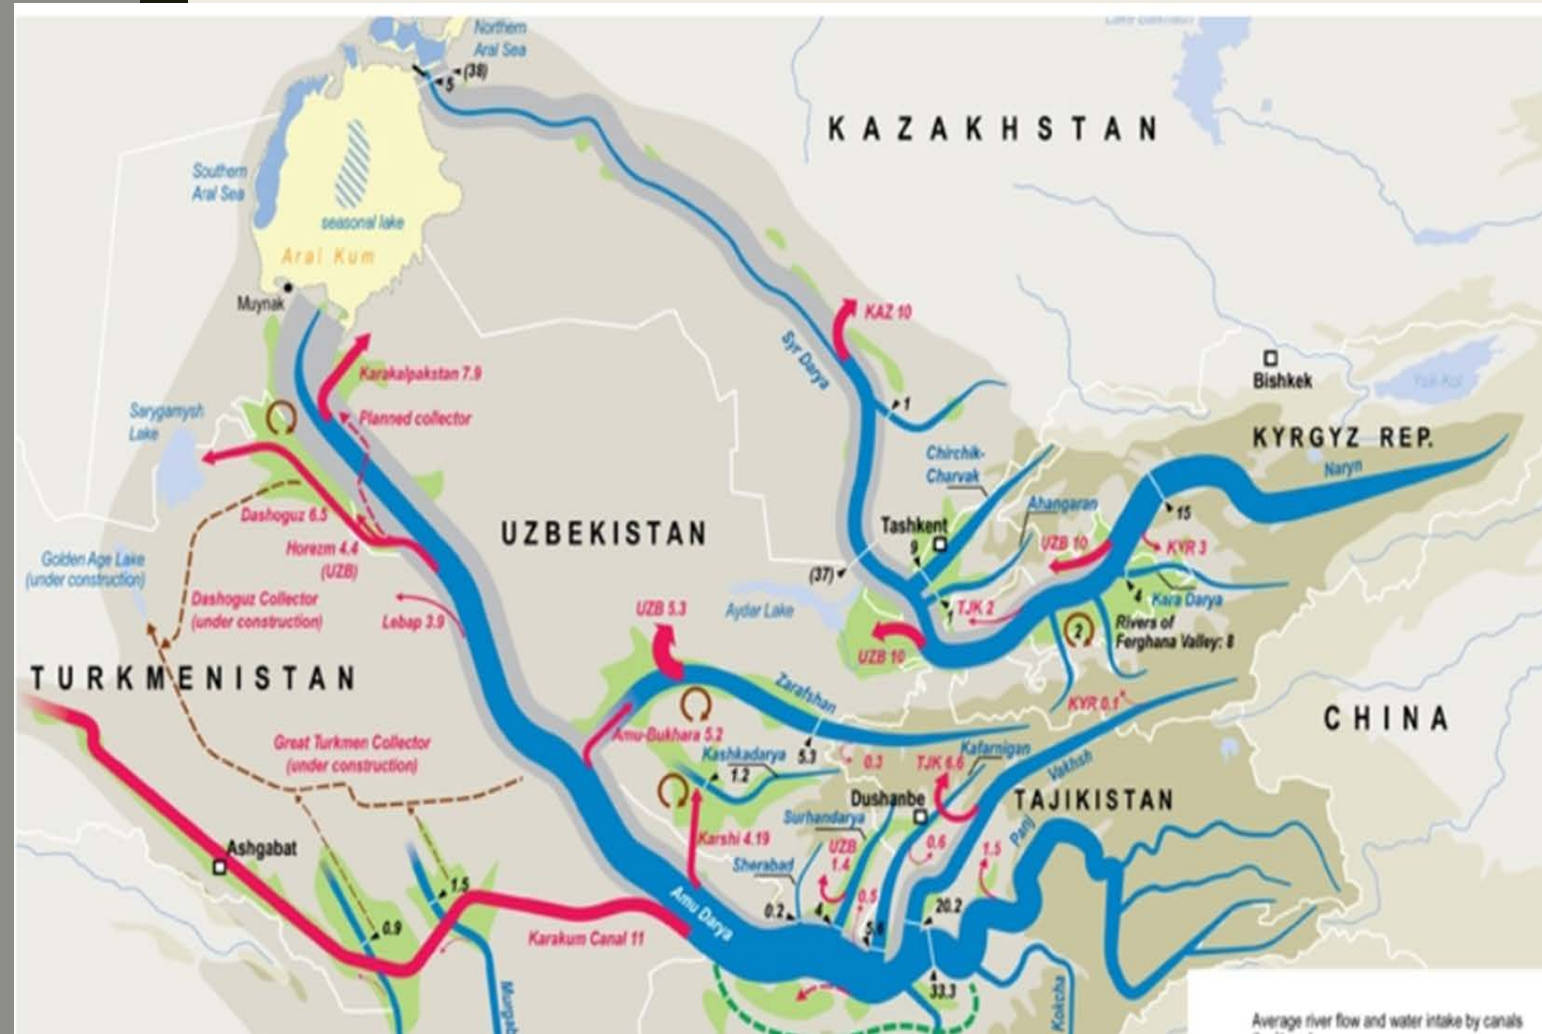 Northern
Aral Sea
(38)
5
Lake Balkhash
Ili
KAZAKHSTAN
Southern
Aral Sea
seasonal lake
Aral Kum
Muynak
KAZ 10
Syr Darya
Karakalpakstan 7.9
Planned collector
Sarygamysh
Lake
1
Bishkek
Ysik-Kol
KYRGYZ REP.
Naryn
Chirchik-
Charvak
Ahangaran
Tashkent
9
15
UZB 10
KYR 3
UZBEKISTAN
Dashoguz 6.5
Horezm 4.4
(UZB)
Golden Age Lake
(under construction)
Dashoguz Collector
(under construction)
Lebap 3.9
(37)
Aydar Lake
UZB 5.3
UZB 10
TJK 2
1
4
Kara Darya
2
Rivers of
Ferghana Valley: 8
TURKMENISTAN
Zarafshan
KYR 0.1
CHINA
Amu-Bukhara 5.2
Great Turkmen Collector
(under construction)
Kashkadarya
1.2
5.3
0.3
Kafarnigan
TJK 6.6
Vakhsh
Dushanbe
TAJIKISTAN
Surhandarya
Panj
Ashgabat
Karshi 4.19
UZB
1.4
0.6
1.5
Sherabad
1.5
Amu Darya
0.5
0.2
4
20.2
0.9
Karakum Canal 11
33.3
Kokcha
Average river flow and water intake by canals